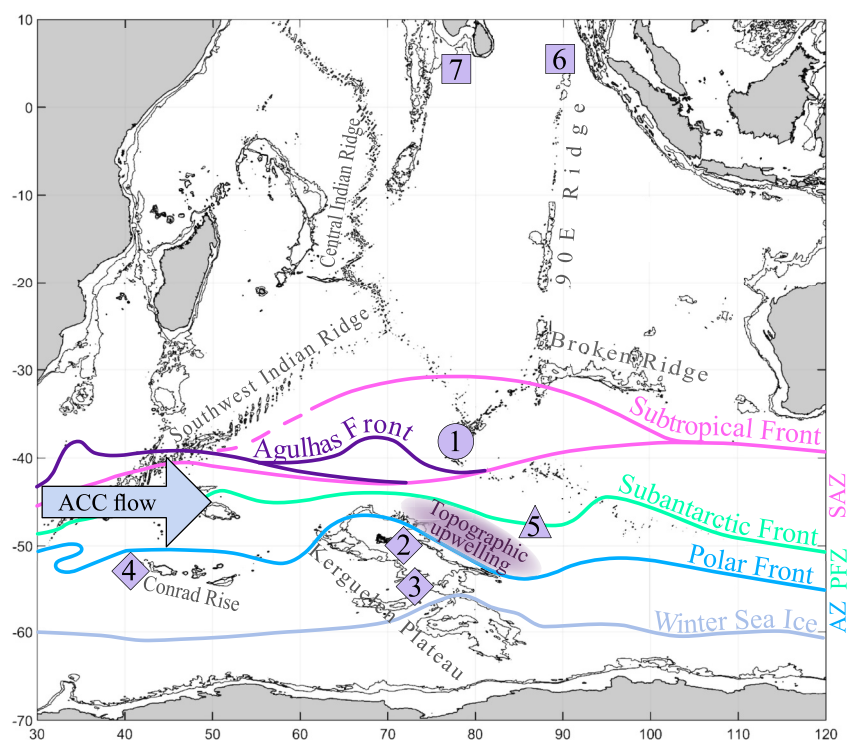 10
0
-10
-20
-30
-40
-50
-60
-70
30
40
50
60
70
80
90
100
110
120
7
6
Central Indian Ridge
90E Ridge
Southwest Indian Ridge
Broken Ridge
Subtropical Front
Agulhas Front
1
ACC flow
Subantarctic Front
SAZ
Topographic
upwelling
5
2
Polar Front
PFZ
4
3
Conrad Rise
Kerguelen Plateau
Winter Sea Ice
AZ